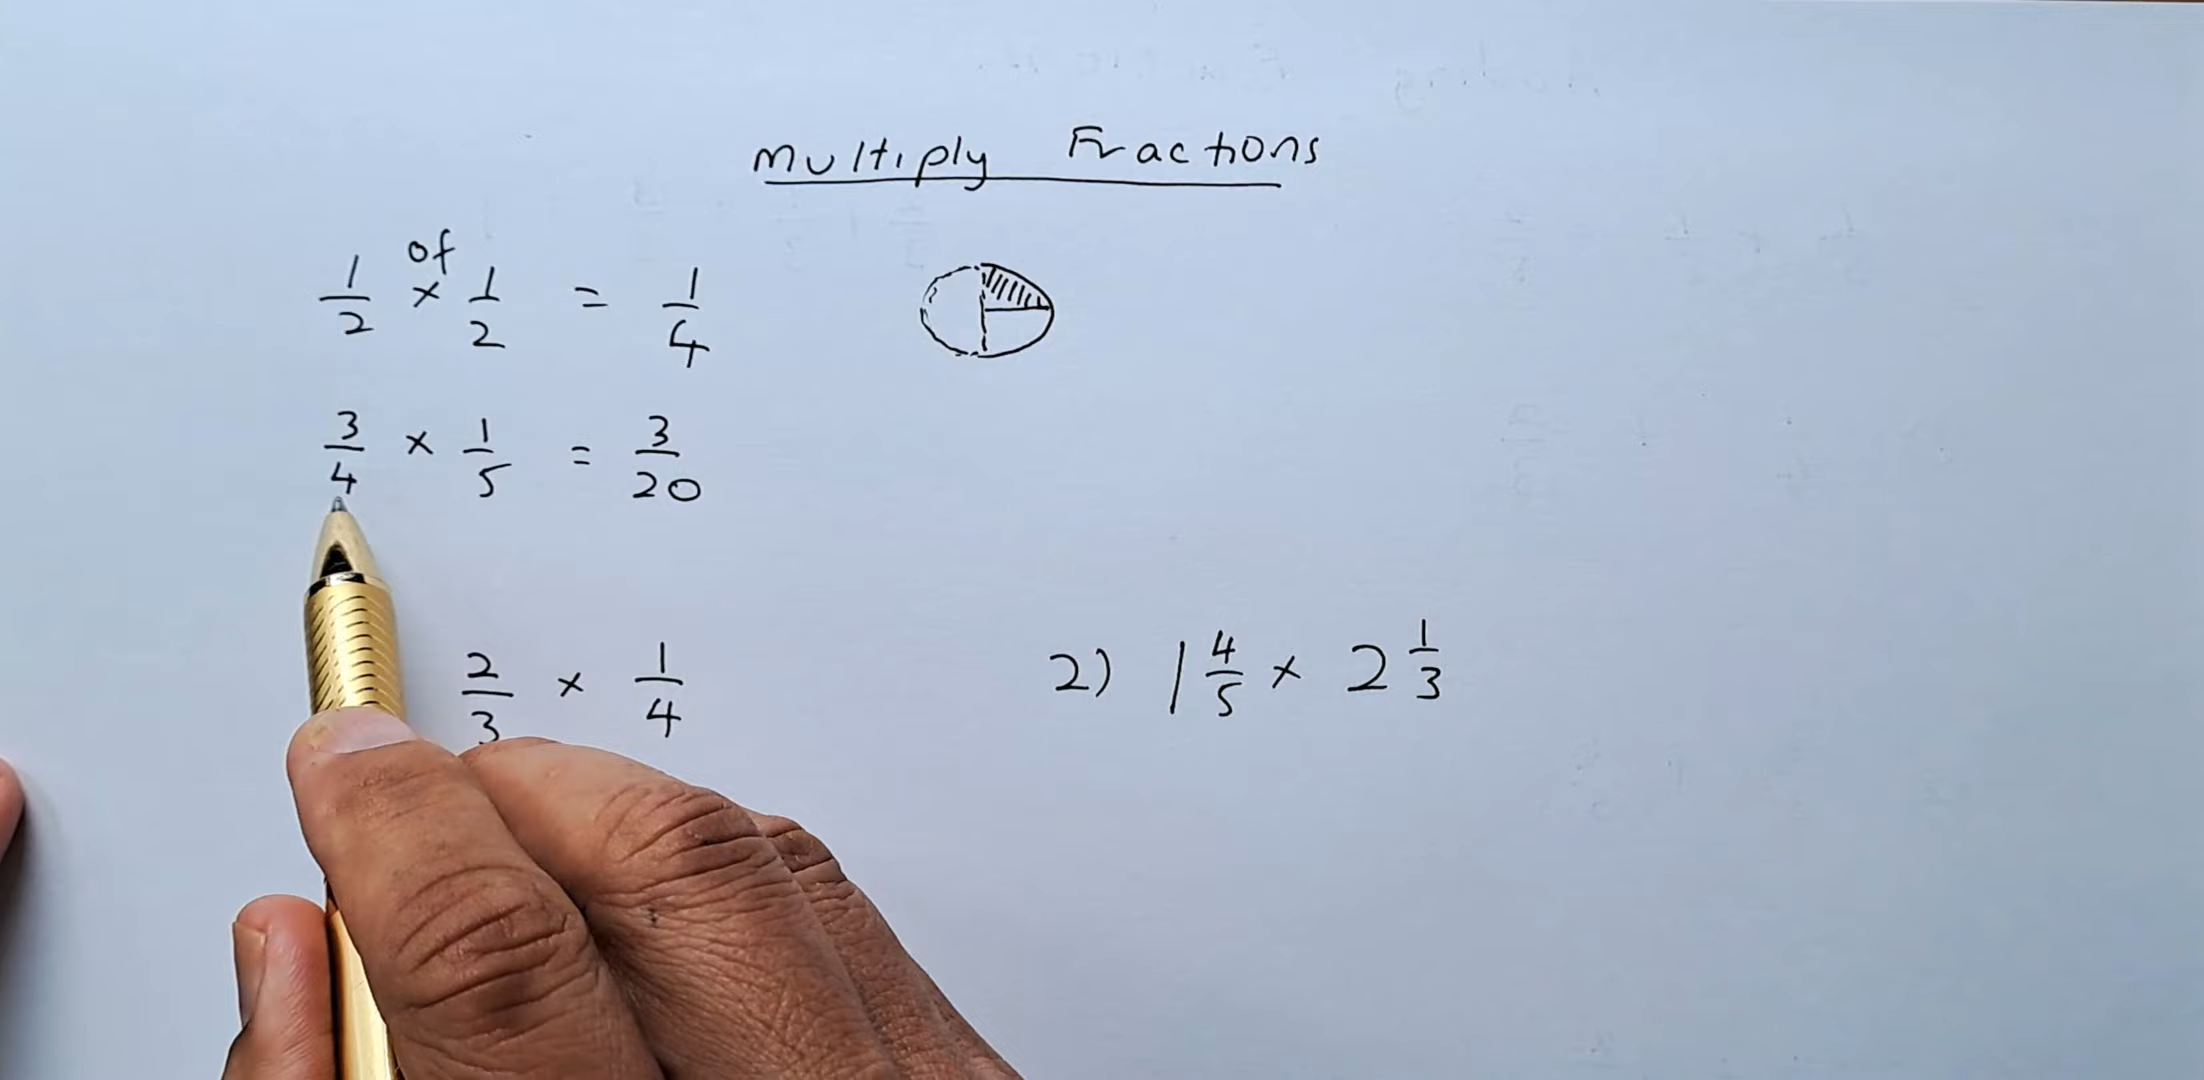 Multiply Fractions
of
1/2 × 1/2 = 1/4
3/4 × 1/5 = 3/20
2/3 × 1/4
2) 1 4/5 × 2 1/3